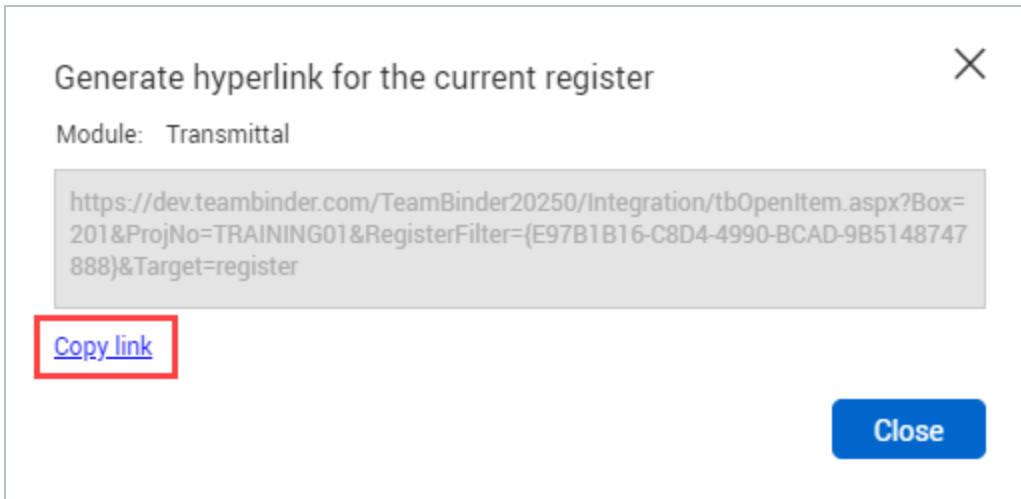 Generate hyperlink for the current register
Module: Transmittal
https://dev.teambinder.com/TeamBinder20250/Integration/tbOpenItem.aspx?Box=
201&ProjNo=TRAINING01&RegisterFilter={E97B1B16-C8D4-4990-BCAD-9B5148747
888}&Target=register
Copy link
Close